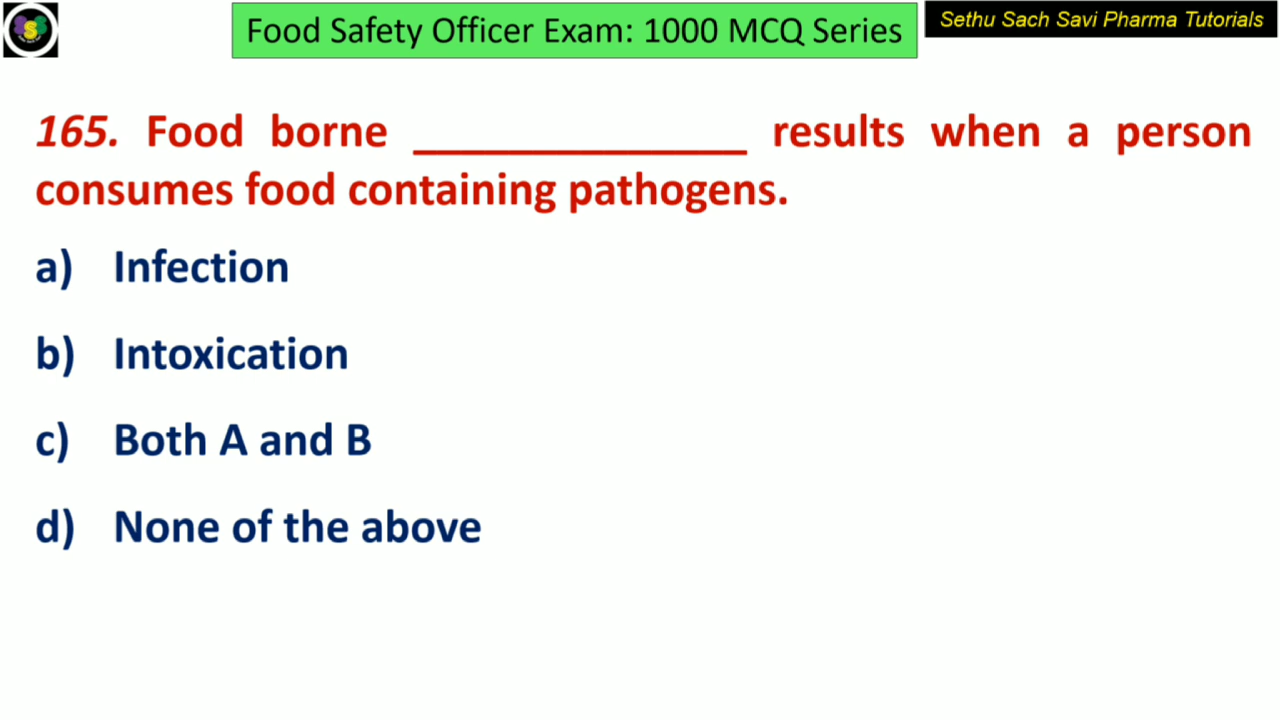 Food Safety Officer Exam: 1000 MCQ Series
Sethu Sach Savi Pharma Tutorials
165. Food borne ______________ results when a person
consumes food containing pathogens.
a) Infection
b) Intoxication
c) Both A and B
d) None of the above